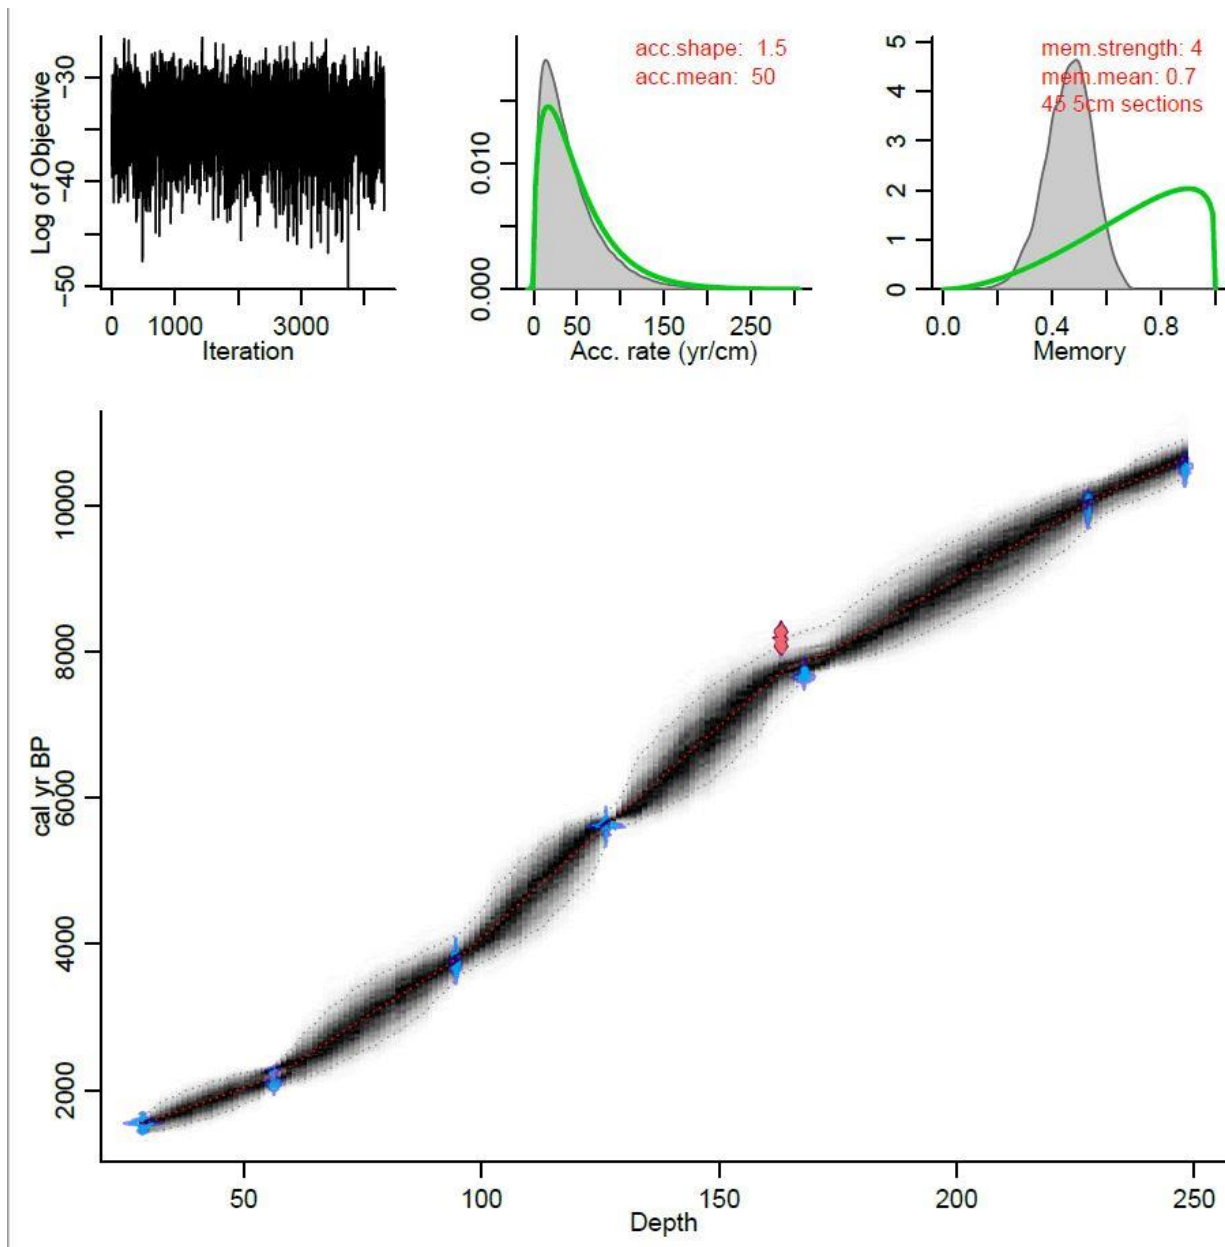 Log of Objective
−30
−40
−50
0
1000
3000
Iteration
acc.shape: 1.5
acc.mean: 50
0.010
0.000
0
50
150
250
Acc. rate (yr/cm)
mem.strength: 4
mem.mean: 0.7
45 5cm sections
5
4
3
2
1
0
0.0
0.4
0.8
Memory
cal yr BP
10000
8000
6000
4000
2000
50
100
150
200
250
Depth